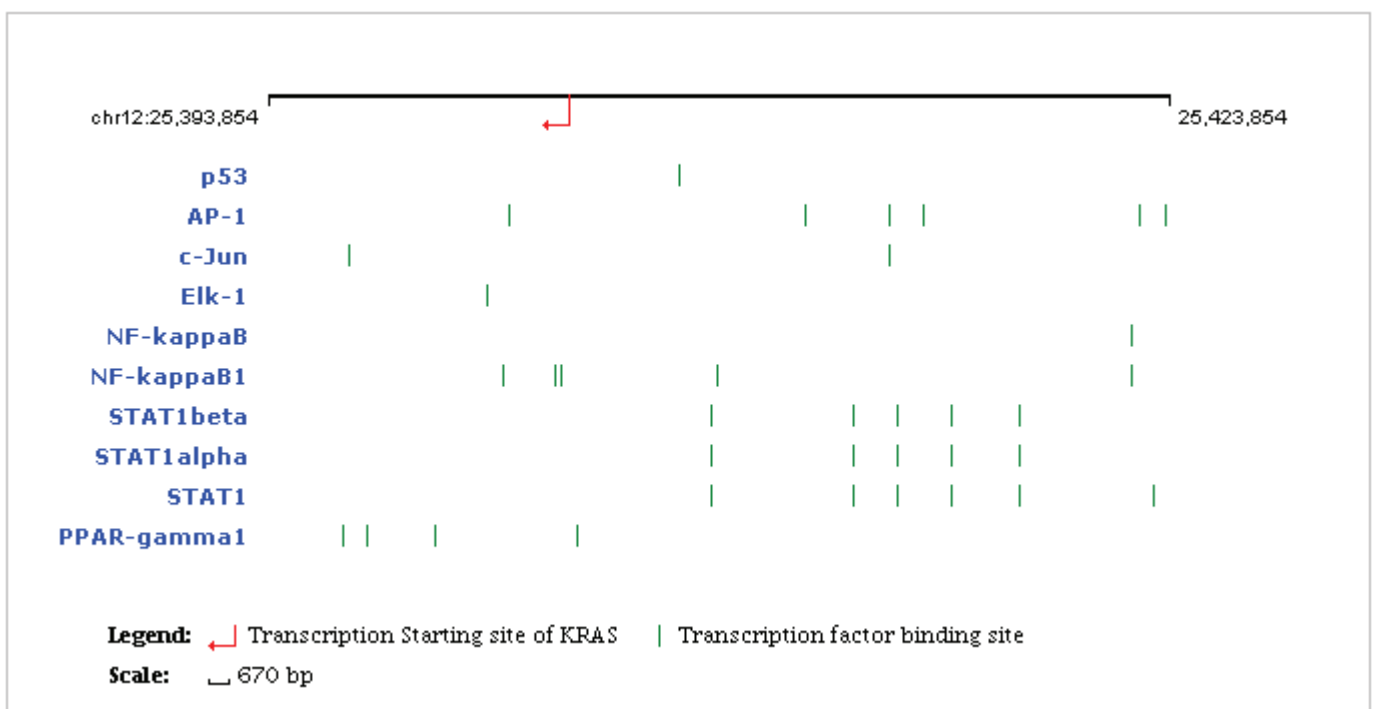 chr12:25,393,854 25,423,854
p53
AP-1
c-Jun
Elk-1
NF-kappaB
NF-kappaB1
STAT1beta
STAT1alpha
STAT1
PPAR-gamma1
Legend: Transcription Starting site of KRAS Transcription factor binding site
Scale: 670 bp